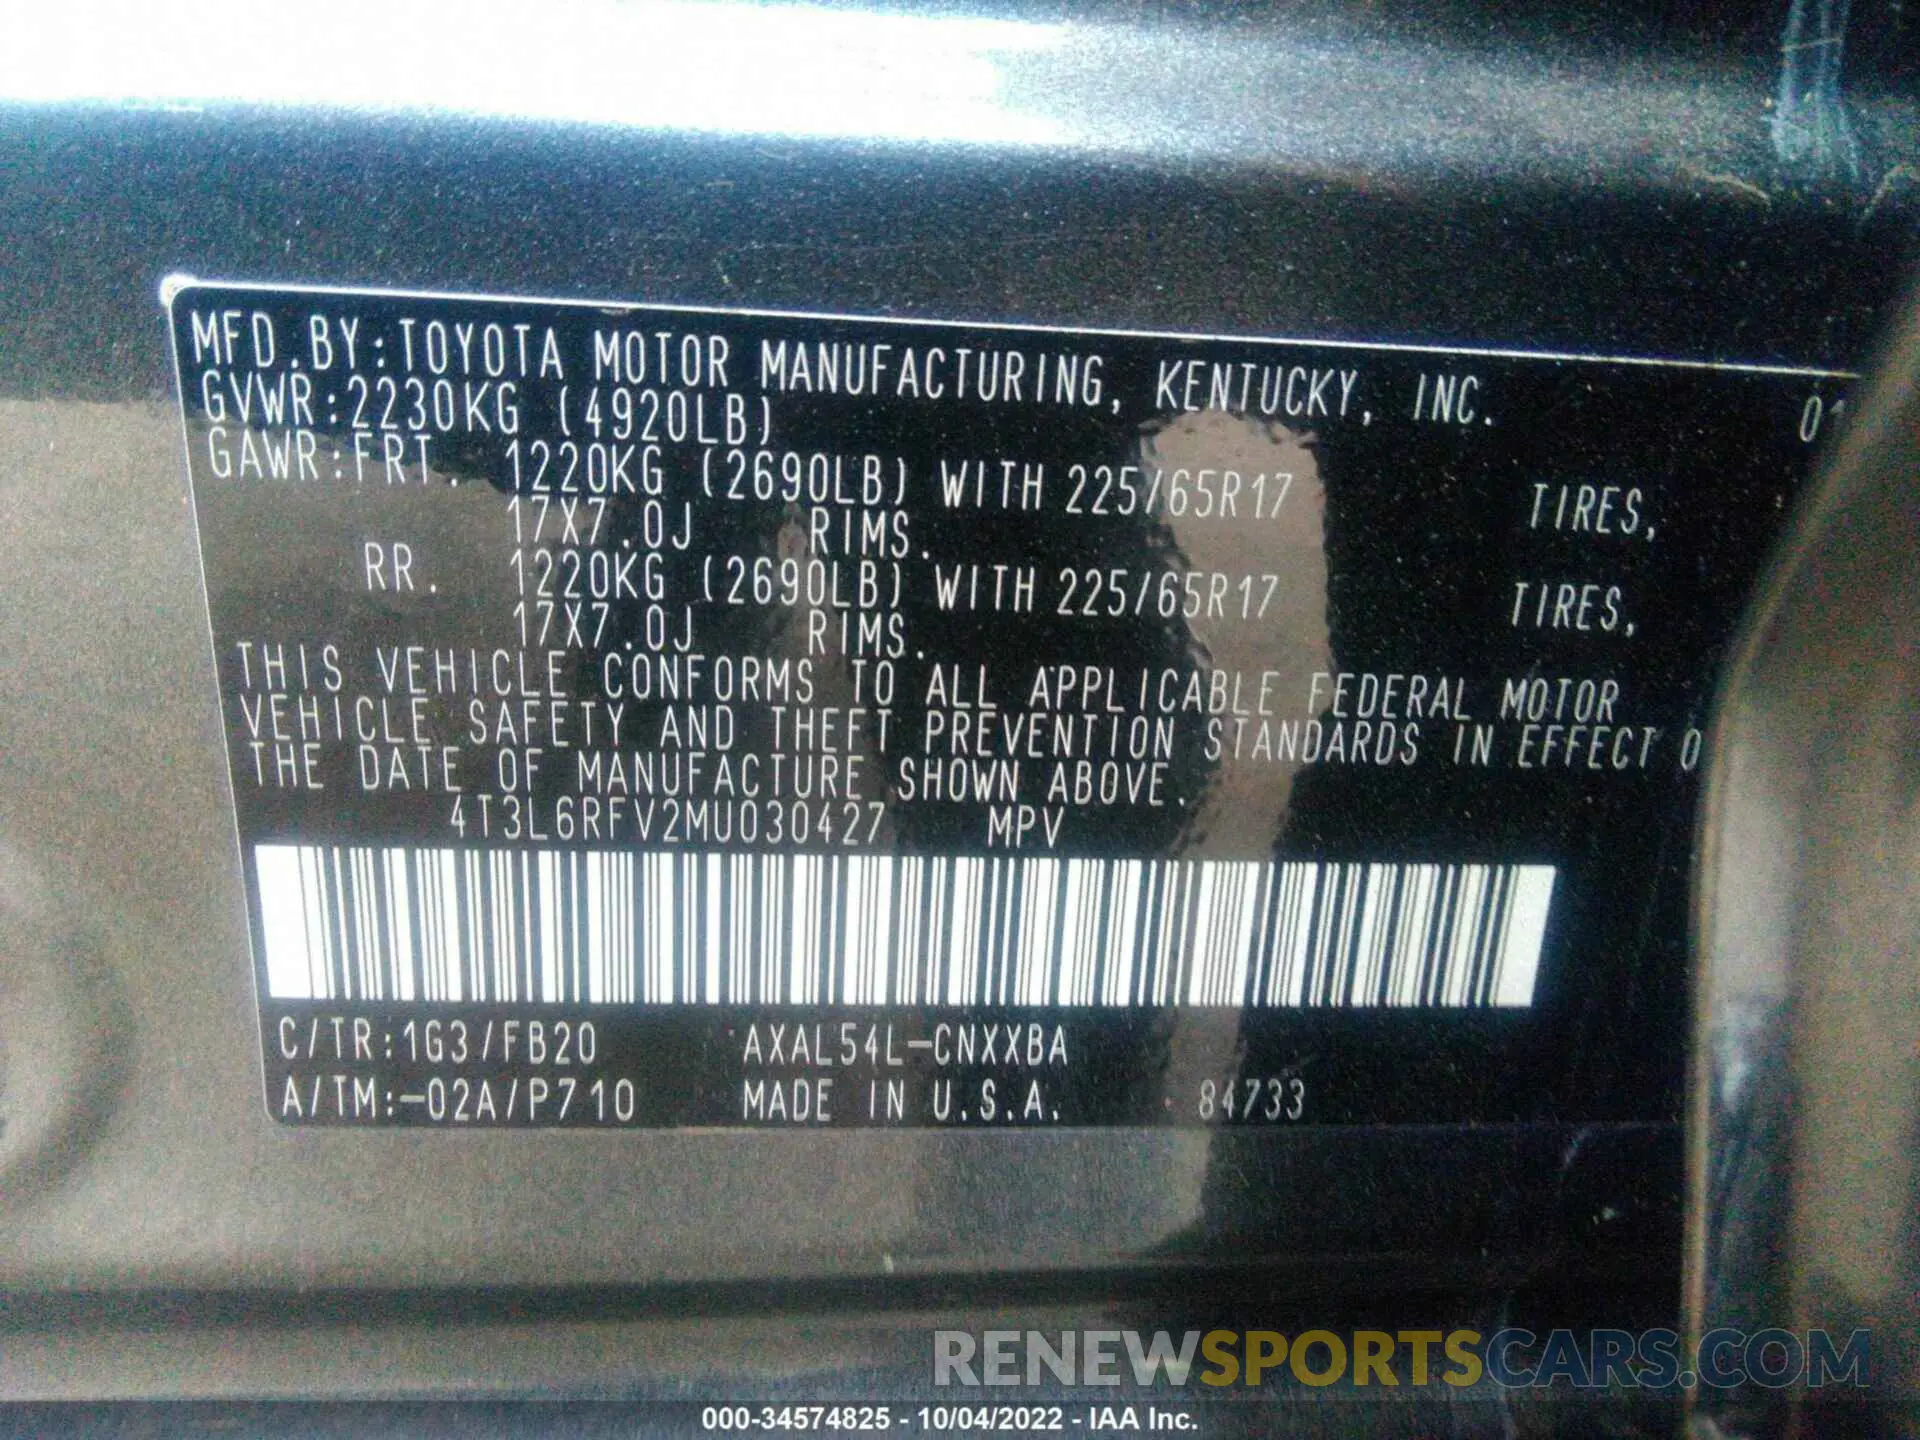 MFD.BY:TOYOTA MOTOR MANUFACTURING, KENTUCKY, INC. 01
GVWR:2230KG (4920LB)
GAWR:FRT. 1220KG (2690LB) WITH 225/65R17 TIRES,
17X7.0J RIMS.
RR. 1220KG (2690LB) WITH 225/65R17 TIRES,
17X7.0J RIMS.
THIS VEHICLE CONFORMS TO ALL APPLICABLE FEDERAL MOTOR
VEHICLE SAFETY AND THEFT PREVENTION STANDARDS IN EFFECT O
THE DATE OF MANUFACTURE SHOWN ABOVE.
4T3L6RFV2MU030427 MPV
C/TR:1G3/FB20 AXAL54L-CNXXBA
A/TM:-02A/P710 MADE IN U.S.A. 84733
RENEWSPORTSCARS.COM
000-34574825 - 10/04/2022 - IAA Inc.